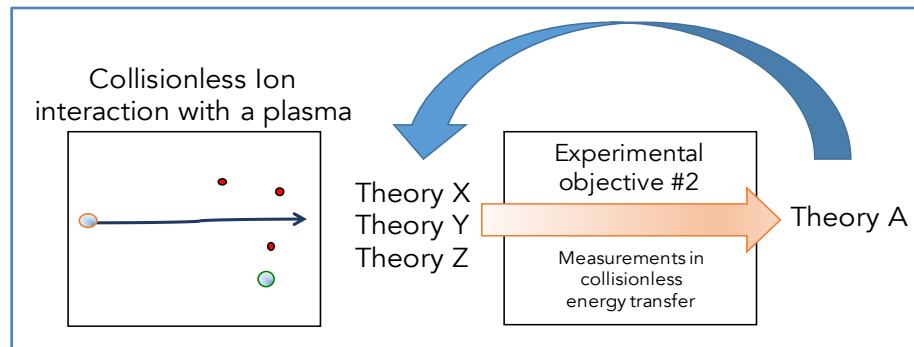 Collisionless Ion
interaction with a plasma
Theory X
Theory Y
Theory Z
Experimental
objective #2
Measurements in
collisionless
energy transfer
Theory A